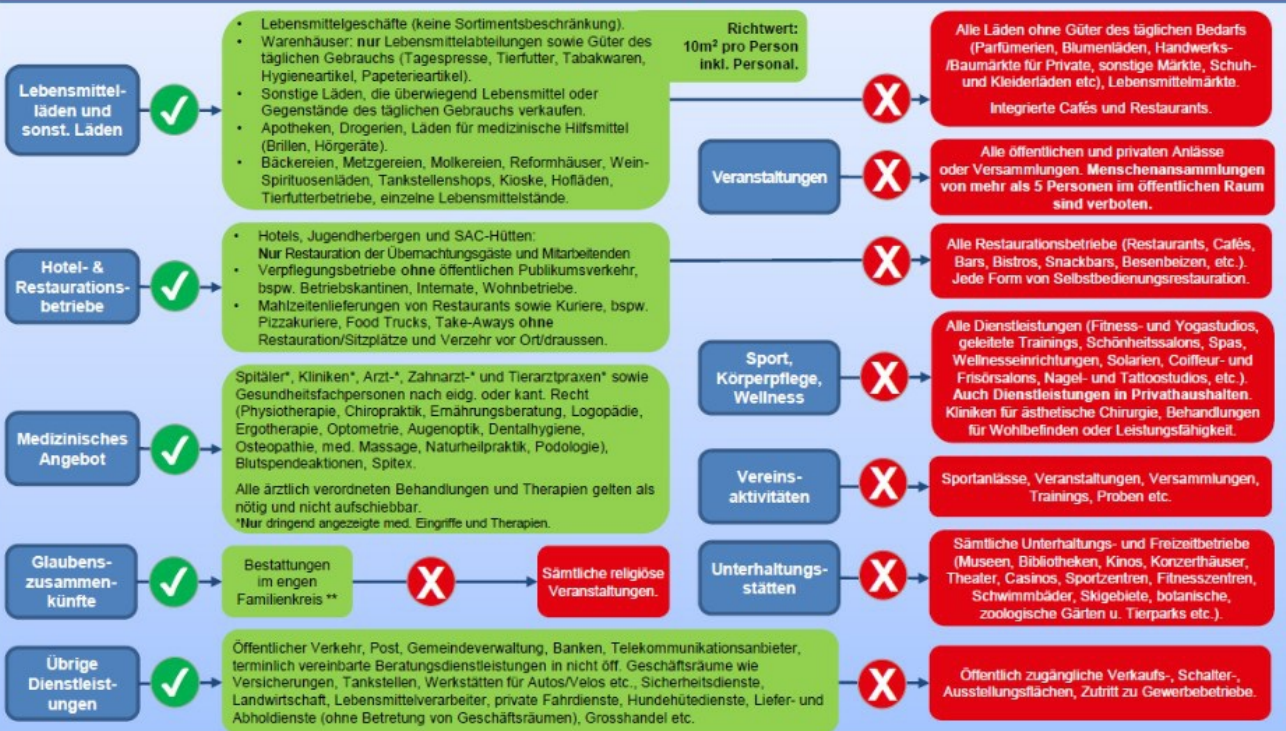 Lebensmittel-
läden und
sonst. Läden
• Lebensmittelgeschäfte (keine Sortimentsbeschränkung).
• Warenhäuser: nur Lebensmittelabteilungen sowie Güter des
täglichen Gebrauchs (Tagespresse, Tierfutter, Tabakwaren,
Hygieneartikel, Papeterieartikel).
• Sonstige Läden, die überwiegend Lebensmittel oder
Gegenstände des täglichen Gebrauchs verkaufen.
• Apotheken, Drogerien, Läden für medizinische Hilfsmittel
(Brillen, Hörgeräte).
• Bäckereien, Metzgereien, Molkereien, Reformhäuser, Wein-
Spirituosenläden, Tankstellenshops, Kioske, Hofläden,
Tierfutterbetriebe, einzelne Lebensmittelstände.
Richtwert:
10m² pro Person
inkl. Personal.
X
Alle Läden ohne Güter des täglichen Bedarfs
(Parfümerien, Blumenläden, Handwerks-
/Baumärkte für Private, sonstige Märkte, Schuh-
und Kleiderläden etc), Lebensmittelmärkte.
Integrierte Cafés und Restaurants.
Veranstaltungen
X
Alle öffentlichen und privaten Anlässe
oder Versammlungen. Menschenansammlungen
von mehr als 5 Personen im öffentlichen Raum
sind verboten.
Hotel- &
Restaurations-
betriebe
• Hotels, Jugendherbergen und SAC-Hütten:
Nur Restauration der Übernachtungsgäste und Mitarbeitenden
• Verpflegungsbetriebe ohne öffentlichen Publikumsverkehr,
bspw. Betriebskantinen, Internate, Wohnbetriebe.
• Mahlzeitenlieferungen von Restaurants sowie Kuriere, bspw.
Pizzakuriere, Food Trucks, Take-Aways ohne
Restauration/Sitzplätze und Verzehr vor Ort/draussen.
X
Alle Restaurationsbetriebe (Restaurants, Cafés,
Bars, Bistros, Snackbars, Besenbeizen, etc.).
Jede Form von Selbstbedienungsrestauration.
Sport,
Körperpflege,
Wellness
X
Alle Dienstleistungen (Fitness- und Yogastudios,
geleitete Trainings, Schönheitssalons, Spas,
Wellnesseinrichtungen, Solarien, Coiffeur- und
Frisörsalons, Nagel- und Tattoostudios, etc.).
Auch Dienstleistungen in Privathaushalten.
Kliniken für ästhetische Chirurgie, Behandlungen
für Wohlbefinden oder Leistungsfähigkeit.
Medizinisches
Angebot
Spitäler*, Kliniken*, Arzt-*, Zahnarzt-* und Tierarztpraxen* sowie
Gesundheitsfachpersonen nach eidg. oder kant. Recht
(Physiotherapie, Chiropraktik, Ernährungsberatung, Logopädie,
Ergotherapie, Optometrie, Augenoptik, Dentalhygiene,
Osteopathie, med. Massage, Naturheilpraktik, Podologie),
Blutspendeaktionen, Spitex.
Alle ärztlich verordneten Behandlungen und Therapien gelten als
nötig und nicht aufschiebbar.
*Nur dringend angezeigte med. Eingriffe und Therapien.
Vereins-
aktivitäten
X
Sportanlässe, Veranstaltungen, Versammlungen,
Trainings, Proben etc.
Glaubens-
zusammen-
künfte
Bestattungen
im engen
Familienkreis **
X
Sämtliche religiöse
Veranstaltungen.
Unterhaltungs-
stätten
X
Sämtliche Unterhaltungs- und Freizeitbetriebe
(Museen, Bibliotheken, Kinos, Konzerthäuser,
Theater, Casinos, Sportzentren, Fitnesszentren,
Schwimmbäder, Skigebiete, botanische,
zoologische Gärten u. Tierparks etc.).
Übrige
Dienstleist-
ungen
Öffentlicher Verkehr, Post, Gemeindeverwaltung, Banken, Telekommunikationsanbieter,
terminlich vereinbarte Beratungsdienstleistungen in nicht öff. Geschäftsräume wie
Versicherungen, Tankstellen, Werkstätten für Autos/Velos etc., Sicherheitsdienste,
Landwirtschaft, Lebensmittelverarbeiter, private Fahrdienste, Hundehütedienste, Liefer- und
Abholdienste (ohne Betretung von Geschäftsräumen), Grosshandel etc.
X
Öffentlich zugängliche Verkaufs-, Schalter-,
Ausstellungsflächen, Zutritt zu Gewerbebetriebe.